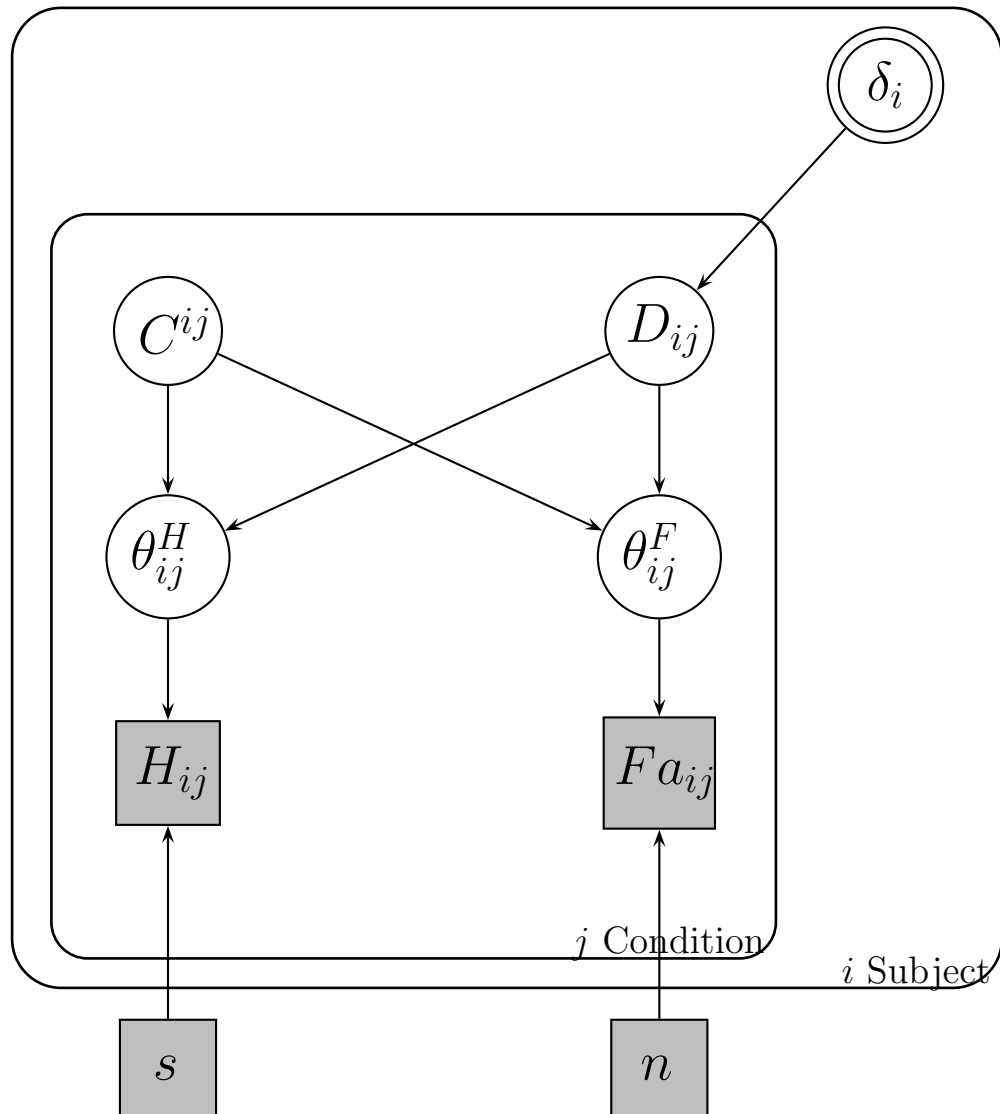 δ_i
C^{ij}
D_{ij}
θ^H_{ij}
θ^F_{ij}
H_{ij}
Fa_{ij}
j Condition
i Subject
s
n